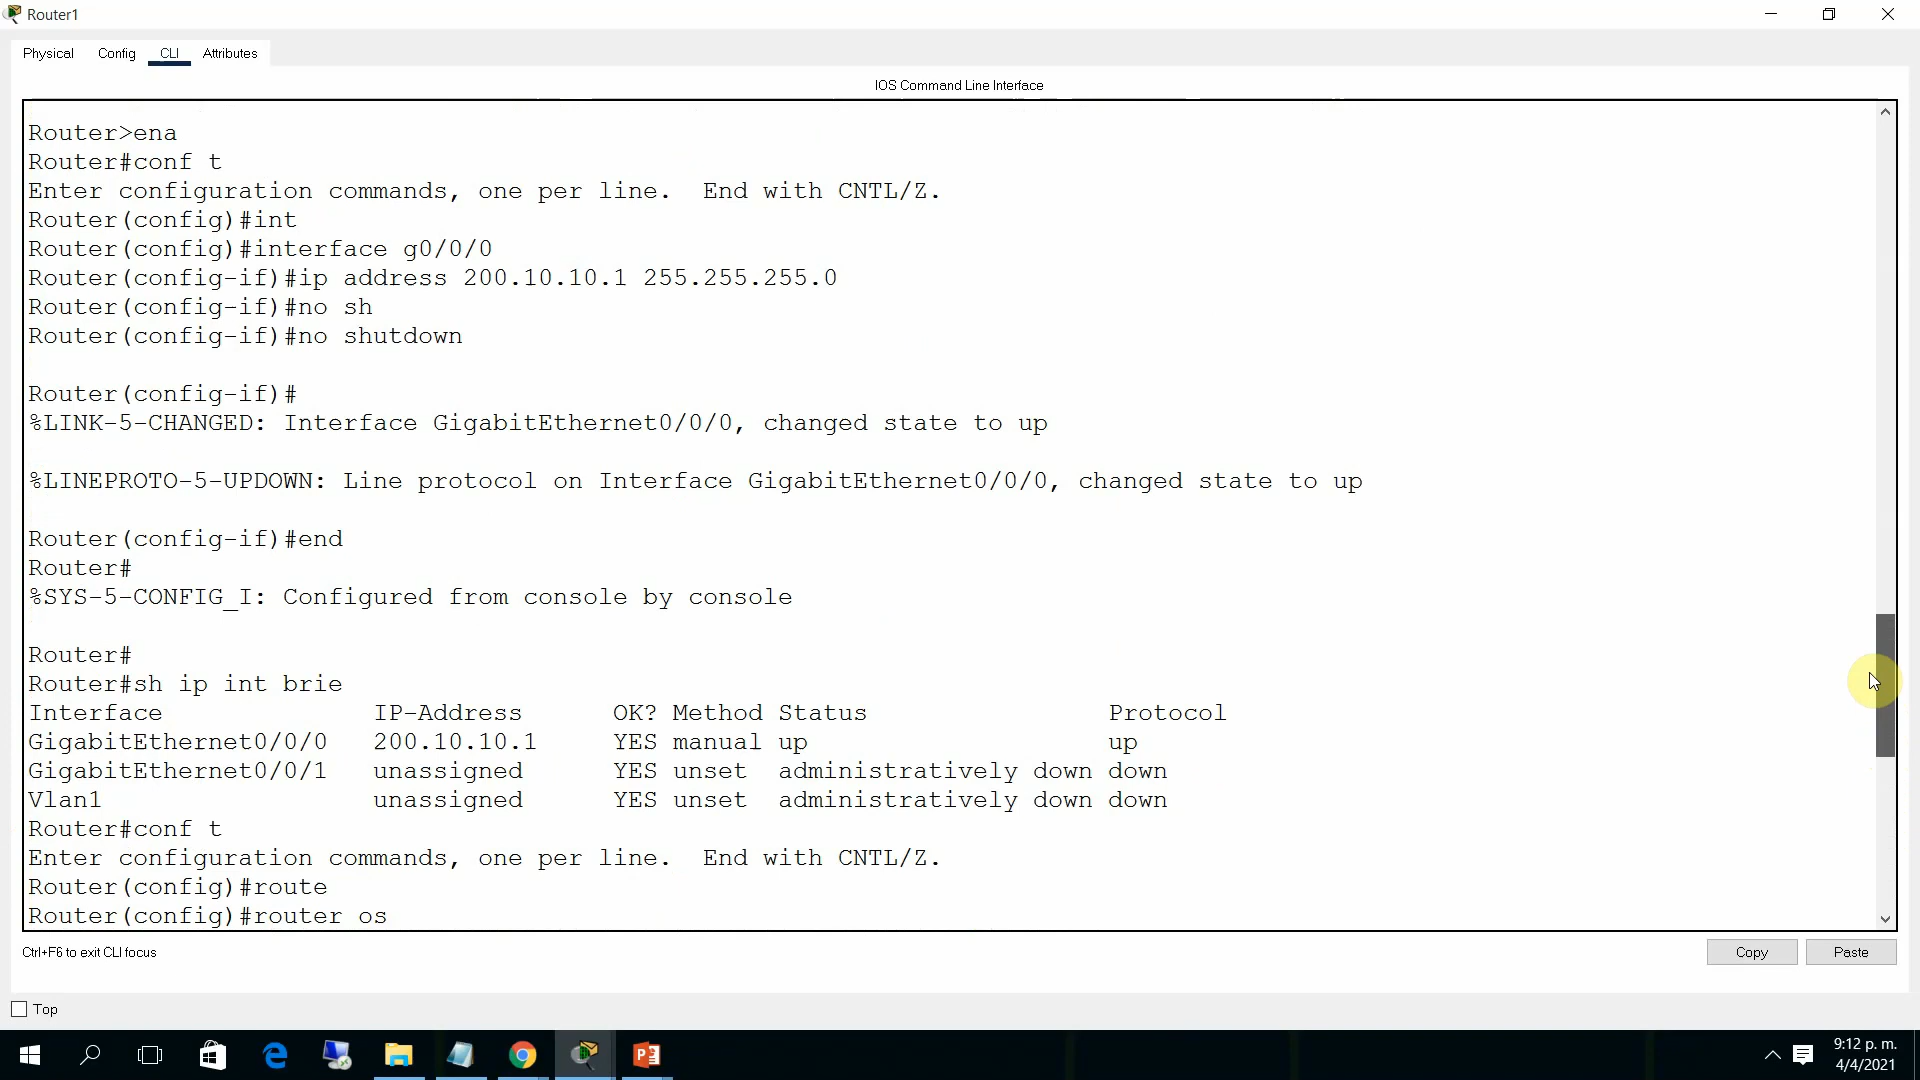 Router1
Physical Config CLI Attributes
IOS Command Line Interface
Router>ena
Router#conf t
Enter configuration commands, one per line.  End with CNTL/Z.
Router(config)#int
Router(config)#interface g0/0/0
Router(config-if)#ip address 200.10.10.1 255.255.255.0
Router(config-if)#no sh
Router(config-if)#no shutdown
Router(config-if)#
%LINK-5-CHANGED: Interface GigabitEthernet0/0/0, changed state to up
%LINEPROTO-5-UPDOWN: Line protocol on Interface GigabitEthernet0/0/0, changed state to up
Router(config-if)#end
Router#
%SYS-5-CONFIG_I: Configured from console by console
Router#
Router#sh ip int brie
Interface IP-Address OK? Method Status Protocol
GigabitEthernet0/0/0 200.10.10.1 YES manual up up
GigabitEthernet0/0/1 unassigned YES unset administratively down down
Vlan1 unassigned YES unset administratively down down
Router#conf t
Enter configuration commands, one per line.  End with CNTL/Z.
Router(config)#route
Router(config)#router os
Ctrl+F6 to exit CLI focus
Copy Paste
Top
9:12 p. m.
4/4/2021